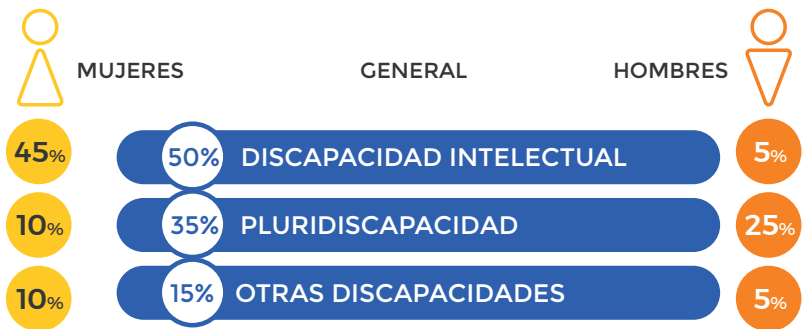 MUJERES GENERAL HOMBRES
45% 50% DISCAPACIDAD INTELECTUAL 5%
10% 35% PLURIDISCAPACIDAD 25%
10% 15% OTRAS DISCAPACIDADES 5%